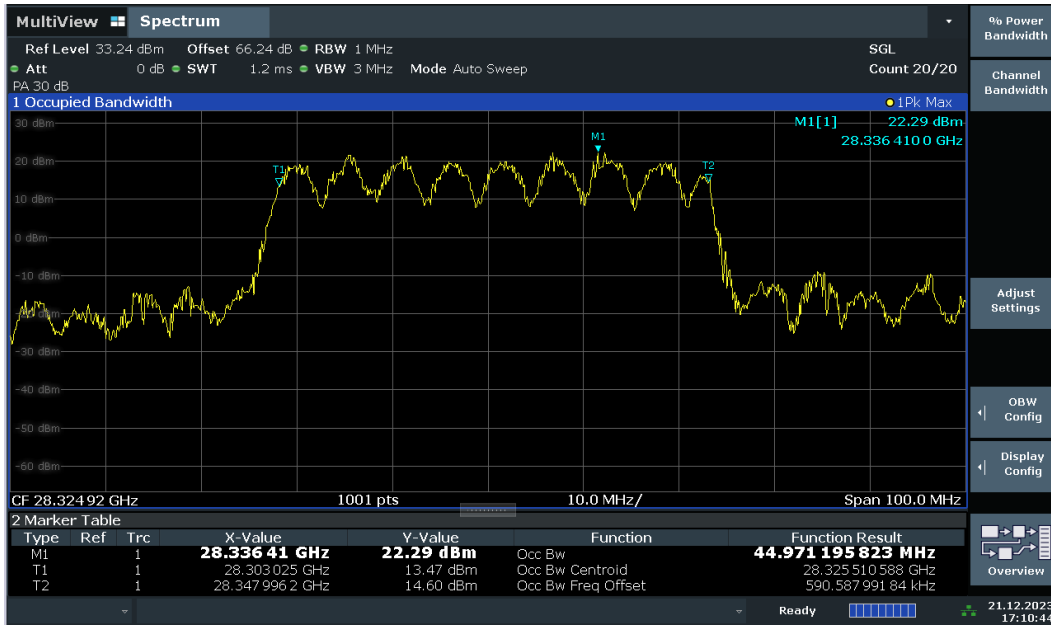 MultiView Spectrum
Ref Level 33.24 dBm Offset 66.24 dB RBW 1 MHz SGL
Att 0 dB SWT 1.2 ms VBW 3 MHz Mode Auto Sweep Count 20/20
PA 30 dB
1 Occupied Bandwidth 1Pk Max
30 dBm
M1[1] 22.29 dBm
28.336 410 0 GHz
M1
20 dBm
T1
T2
10 dBm
0 dBm
-10 dBm
-20 dBm
-30 dBm
-40 dBm
-50 dBm
-60 dBm
CF 28.324 92 GHz 1001 pts 10.0 MHz/ Span 100.0 MHz
2 Marker Table
Type Ref Trc X-Value Y-Value Function Function Result
M1 1 28.336 41 GHz 22.29 dBm Occ Bw 44.971 195 823 MHz
T1 1 28.303 025 GHz 13.47 dBm Occ Bw Centroid 28.325 510 588 GHz
T2 1 28.347 996 2 GHz 14.60 dBm Occ Bw Freq Offset 590.587 991 84 kHz
Ready
21.12.2023
17:10:44
% Power
Bandwidth
Channel
Bandwidth
Adjust
Settings
OBW
Config
Display
Config
Overview